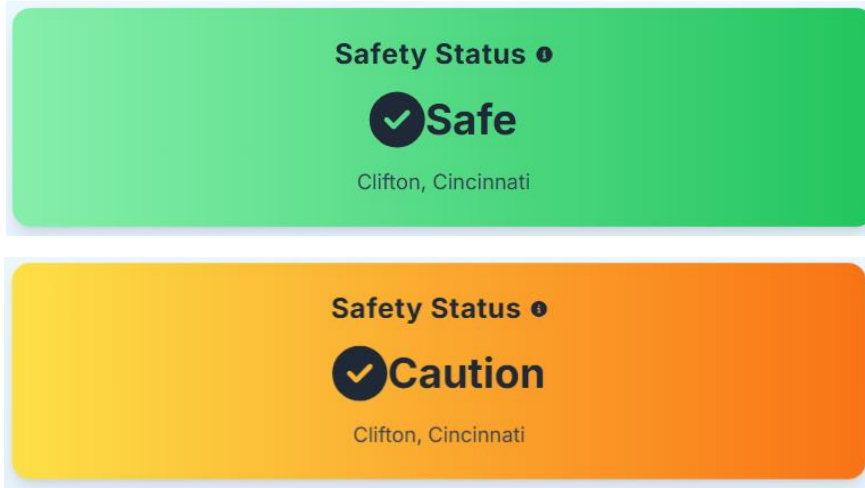 Safety Status
Safe
Clifton, Cincinnati
Safety Status
Caution
Clifton, Cincinnati